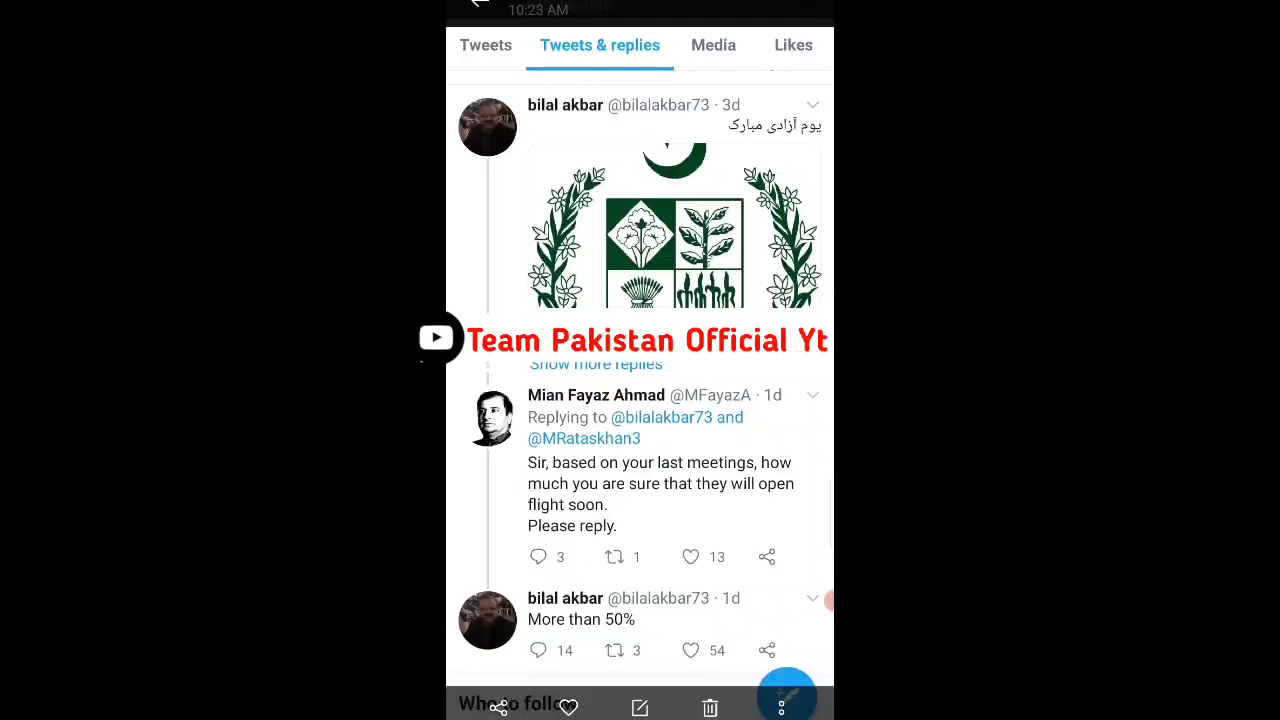 10:23 AM
Tweets
Tweets & replies
Media
Likes
bilal akbar @bilalakbar73 · 3d
یوم آزادی مبارک
Team Pakistan Official Yt
Show more replies
Mian Fayaz Ahmad @MFayazA · 1d
Replying to @bilalakbar73 and
@MRataskhan3
Sir, based on your last meetings, how
much you are sure that they will open
flight soon.
Please reply.
3 1 13
bilal akbar @bilalakbar73 · 1d
More than 50%
14 3 54
Who to follow